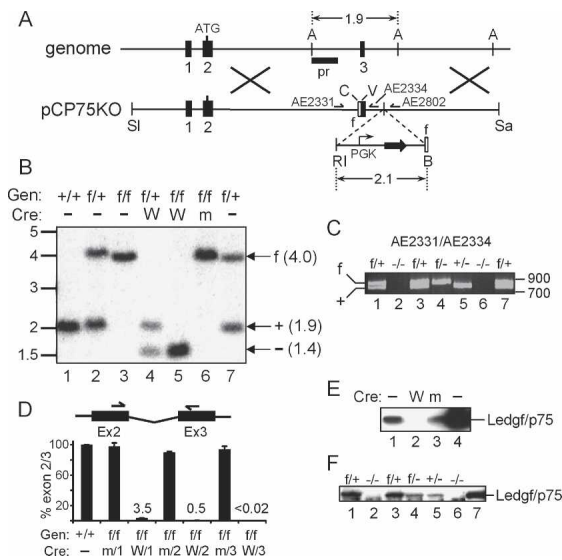 A
ATG
1.9
A A A
genome
1 2 pr 3
pCP75KO
AE2331 C V AE2334
AE2802
f f
Sl 1 2 Sa
RI PGK B
2.1
B
Gen: +/+ f/+ f/f f/+ f/f f/f f/+
Cre: – – – W W m –
5
4
3
2
1.5
f (4.0)
+ (1.9)
– (1.4)
1 2 3 4 5 6 7
C
AE2331/AE2334
f/+ -/- f/+ f/- +/- -/- f/+
f
+
900
700
1 2 3 4 5 6 7
D
Ex2 Ex3
% exon 2/3
100
80
60
40
20
3.5 0.5 <0.02
Gen: +/+ f/f f/f f/f f/f f/f f/f
Cre: – m/1 W/1 m/2 W/2 m/3 W/3
E
Cre: – W m –
Ledgf/p75
1 2 3 4
F
f/+ -/- f/+ f/- +/- -/-
Ledgf/p75
1 2 3 4 5 6 7